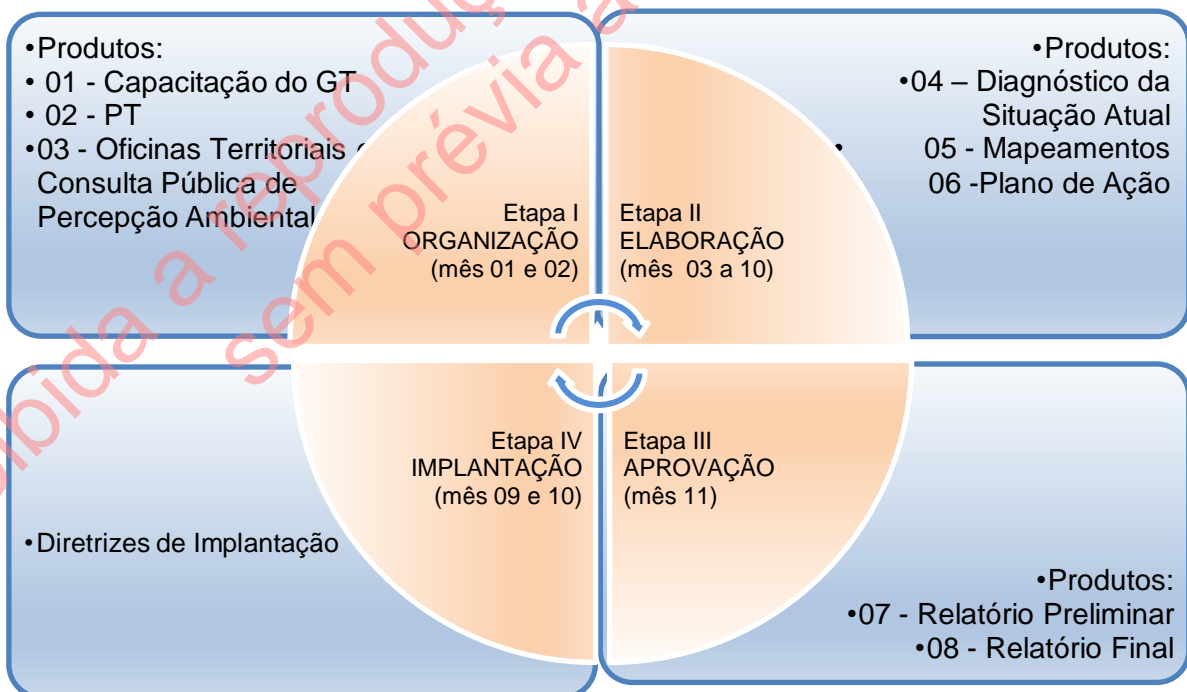 •Produtos:
• 01 - Capacitação do GT
• 02 - PT
•03 - Oficinas Territoriais
Consulta Pública de
Percepção Ambiental
Etapa I
ORGANIZAÇÃO
(mês 01 e 02)
•Produtos:
•04 – Diagnóstico da
Situação Atual
05 - Mapeamentos
06 -Plano de Ação
Etapa II
ELABORAÇÃO
(mês 03 a 10)
Etapa IV
IMPLANTAÇÃO
(mês 09 e 10)
•Diretrizes de Implantação
Etapa III
APROVAÇÃO
(mês 11)
•Produtos:
•07 - Relatório Preliminar
•08 - Relatório Final
a reprodu
sem prévia a